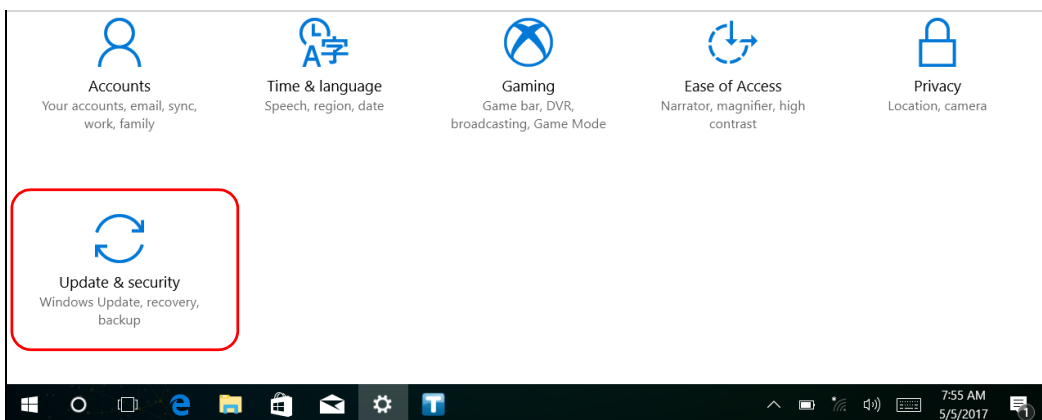 Accounts
Your accounts, email, sync,
work, family
Time & language
Speech, region, date
Gaming
Game bar, DVR,
broadcasting, Game Mode
Ease of Access
Narrator, magnifier, high
contrast
Privacy
Location, camera
Update & security
Windows Update, recovery,
backup
7:55 AM
5/5/2017
1